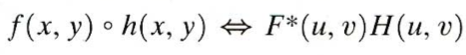 f(x, y) ∘ h(x, y) ⇔ F*(u, v)H(u, v)